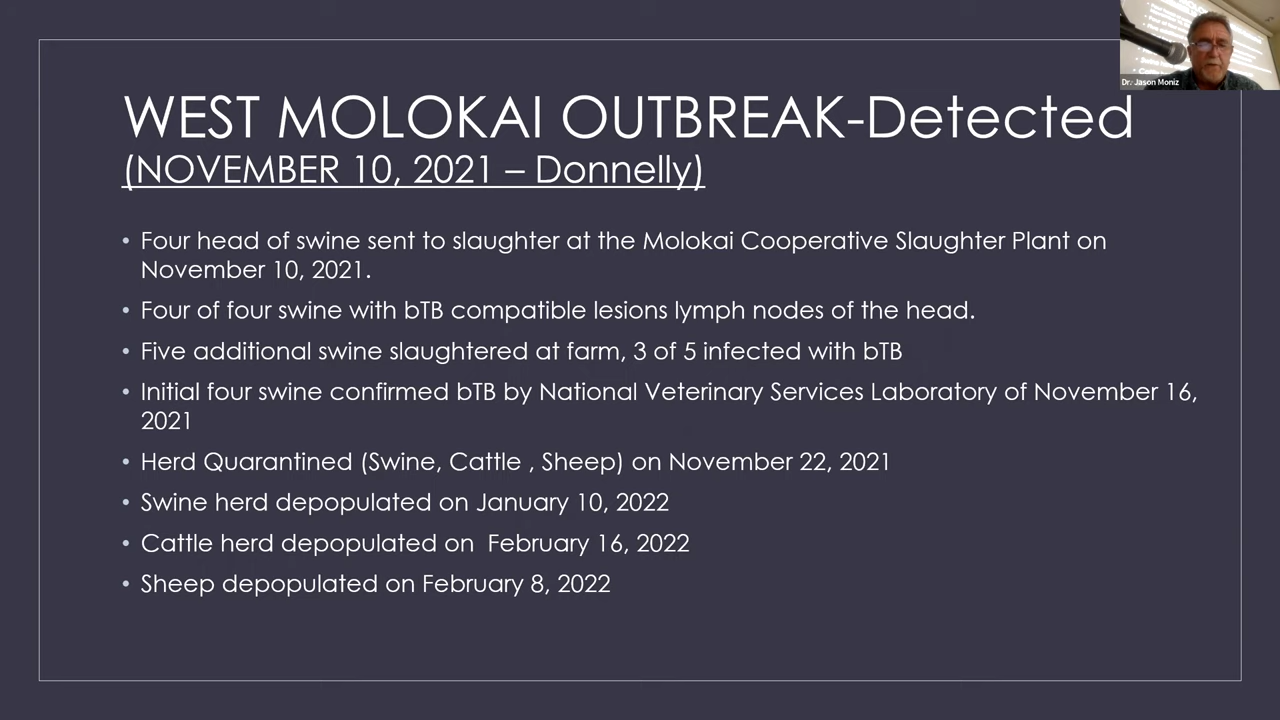 Dr. Jason Moniz
WEST MOLOKAI OUTBREAK-Detected
(NOVEMBER 10, 2021 – Donnelly)
• Four head of swine sent to slaughter at the Molokai Cooperative Slaughter Plant on
November 10, 2021.
• Four of four swine with bTB compatible lesions lymph nodes of the head.
• Five additional swine slaughtered at farm, 3 of 5 infected with bTB
• Initial four swine confirmed bTB by National Veterinary Services Laboratory of November 16,
2021
• Herd Quarantined (Swine, Cattle , Sheep) on November 22, 2021
• Swine herd depopulated on January 10, 2022
• Cattle herd depopulated on  February 16, 2022
• Sheep depopulated on February 8, 2022